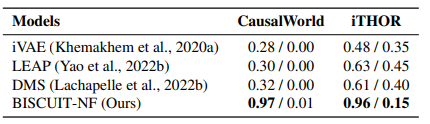 Models CausalWorld iTHOR
iVAE (Khemakhem et al., 2020a) 0.28 / 0.00 0.48 / 0.35
LEAP (Yao et al., 2022b) 0.30 / 0.00 0.63 / 0.45
DMS (Lachapelle et al., 2022b) 0.32 / 0.00 0.61 / 0.40
BISCUIT-NF (Ours) 0.97 / 0.01 0.96 / 0.15